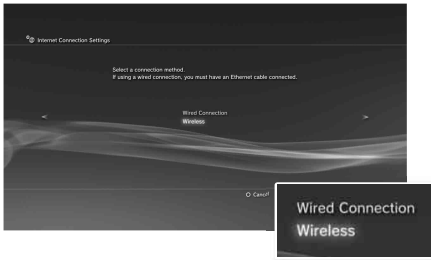 Internet Connection Settings
Select a connection method.
If using a wired connection, you must have an Ethernet cable connected.
Wired Connection
Wireless
Wired Connection
Wireless